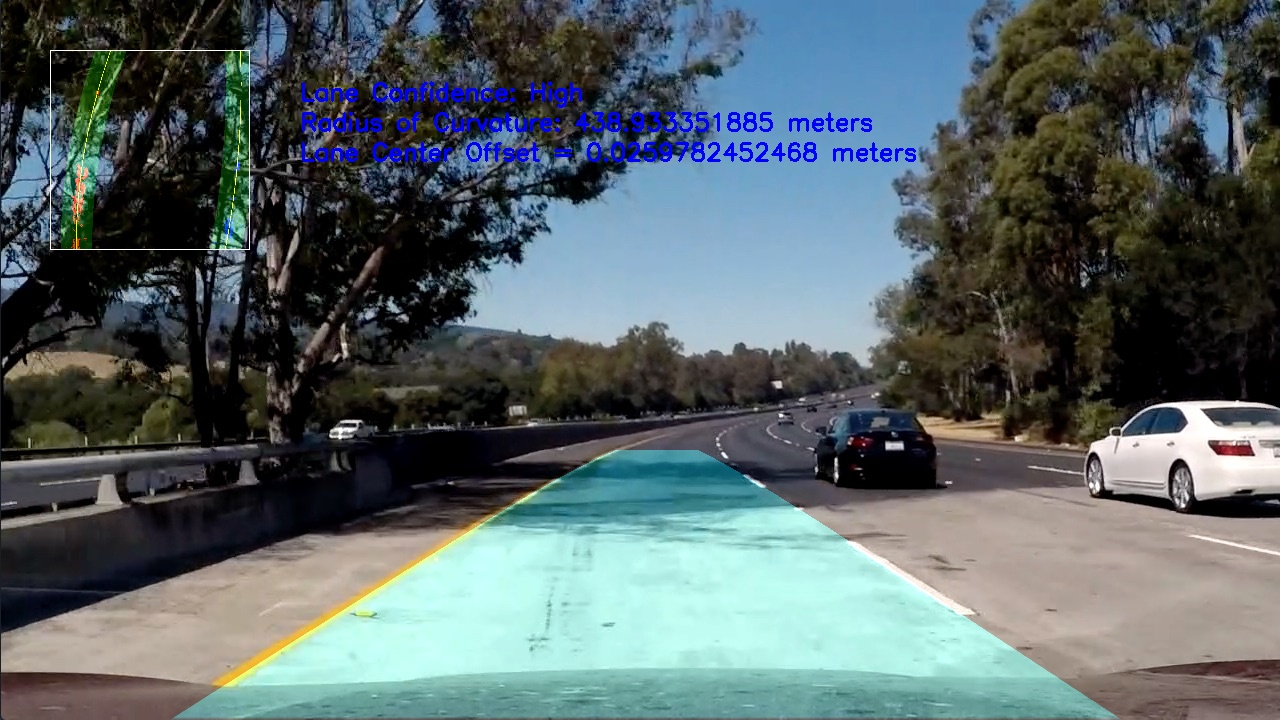 Lane Confidence: High
Radius of Curvature: 438.933351885 meters
Lane Center Offset = 0.0259782452468 meters